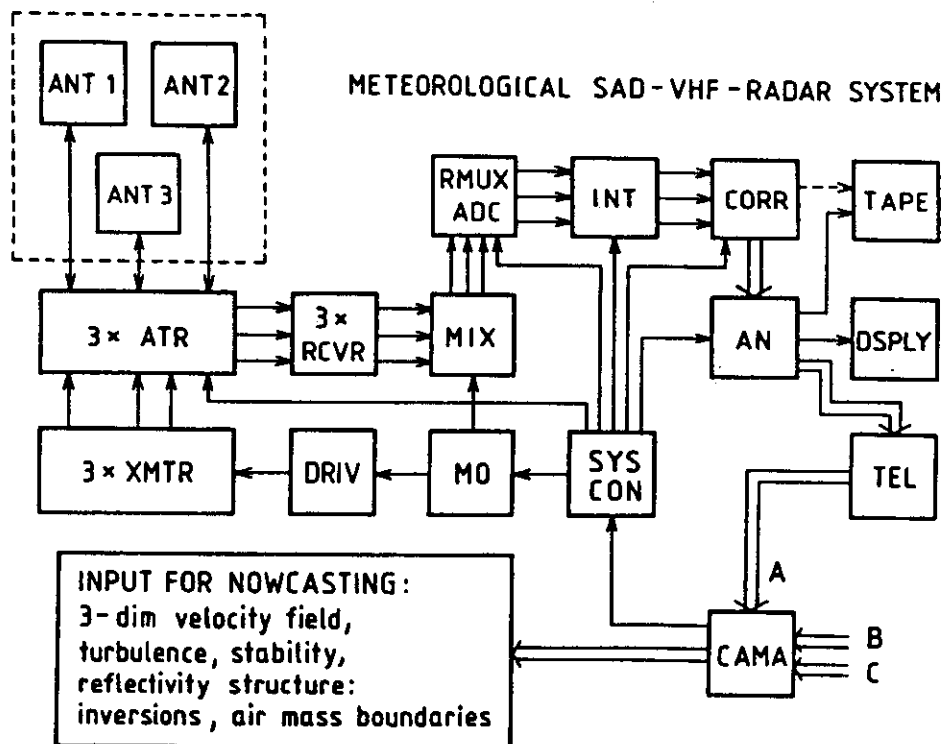 METEOROLOGICAL SAD-VHF-RADAR SYSTEM
ANT 1
ANT 2
ANT 3
RMUX
ADC
INT
CORR
TAPE
3× ATR
3×
RCVR
MIX
AN
DSPLY
3× XMTR
DRIV
MO
SYS
CON
TEL
A
INPUT FOR NOWCASTING:
3-dim velocity field,
turbulence, stability,
reflectivity structure:
inversions, air mass boundaries
CAMA
B
C